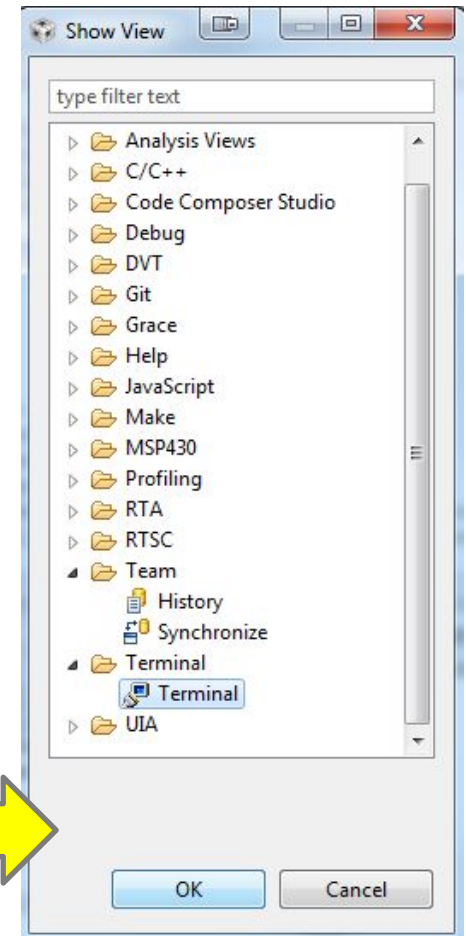 Show View
type filter text
Analysis Views
C/C++
Code Composer Studio
Debug
DVT
Git
Grace
Help
JavaScript
Make
MSP430
Profiling
RTA
RTSC
Team
History
Synchronize
Terminal
Terminal
UIA
OK Cancel